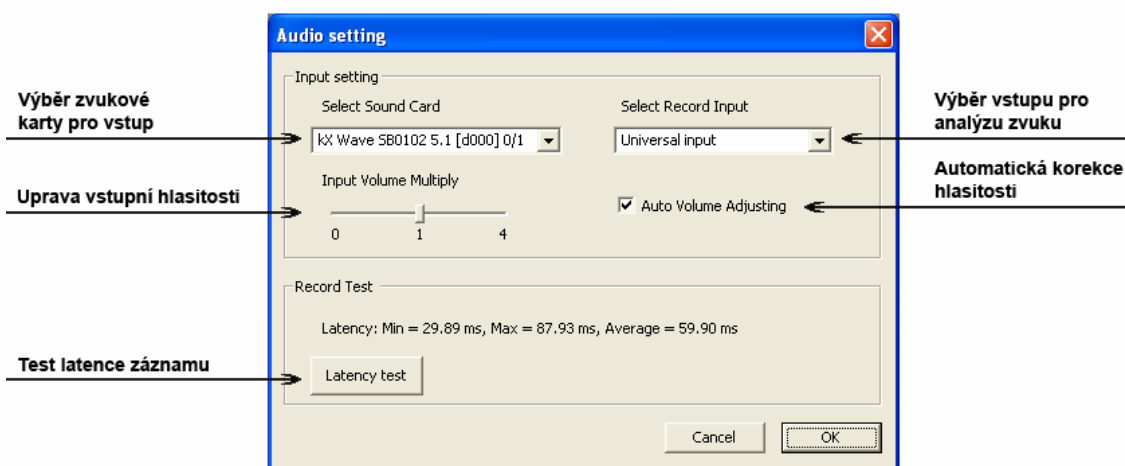 Audio setting
Input setting
Výběr zvukové
karty pro vstup
Select Sound Card
Select Record Input
Výběr vstupu pro
analýzu zvuku
kX Wave SB0102 5.1 [d000] 0/1
Universal input
Automatická korekce
hlasitosti
Uprava vstupní hlasitosti
Input Volume Multiply
Auto Volume Adjusting
0 1 4
Record Test
Latency: Min = 29.89 ms, Max = 87.93 ms, Average = 59.90 ms
Test latence záznamu
Latency test
Cancel OK